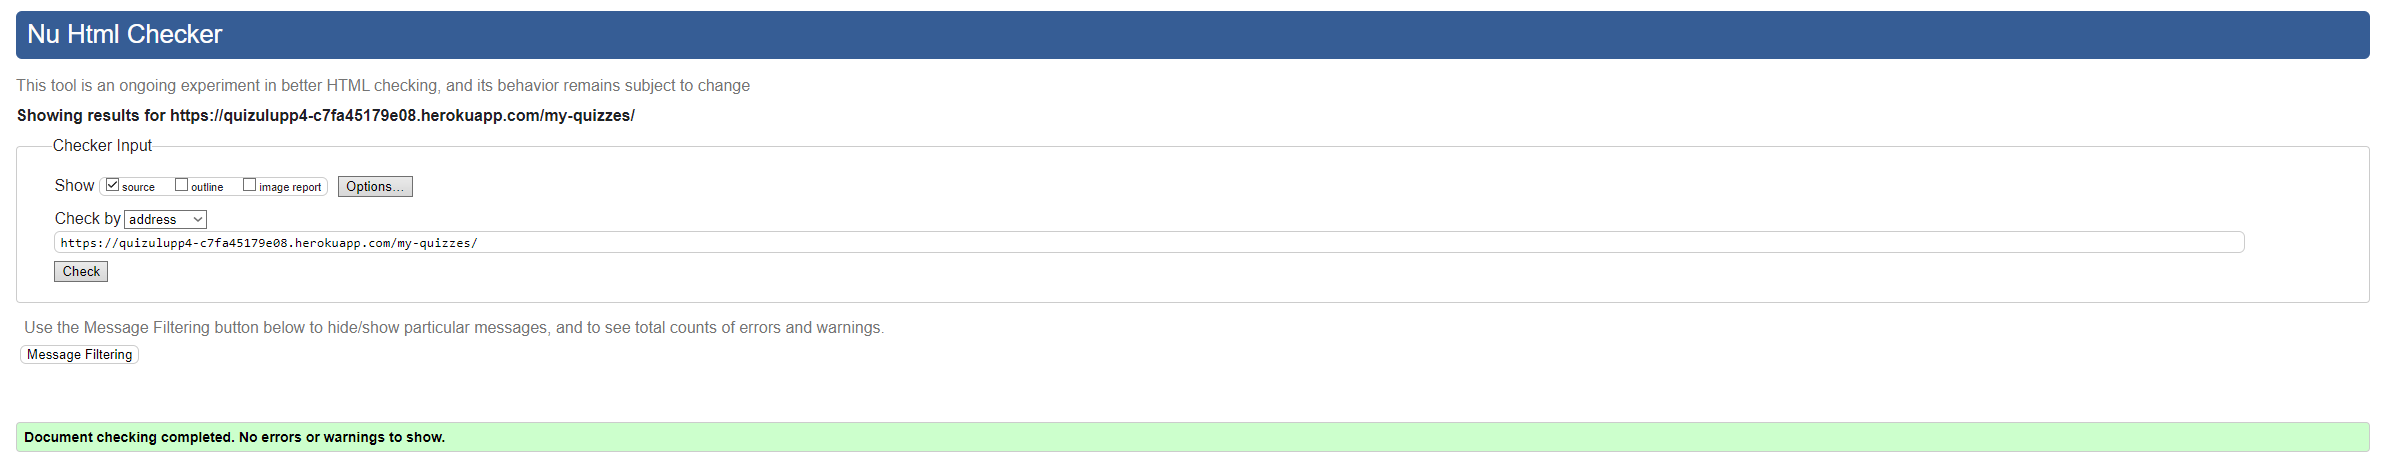 Nu Html Checker
This tool is an ongoing experiment in better HTML checking, and its behavior remains subject to change
Showing results for https://quizulupp4-c7fa45179e08.herokuapp.com/my-quizzes/
Checker Input
Show source outline image report Options...
Check by address
https://quizulupp4-c7fa45179e08.herokuapp.com/my-quizzes/
Check
Use the Message Filtering button below to hide/show particular messages, and to see total counts of errors and warnings.
Message Filtering
Document checking completed. No errors or warnings to show.